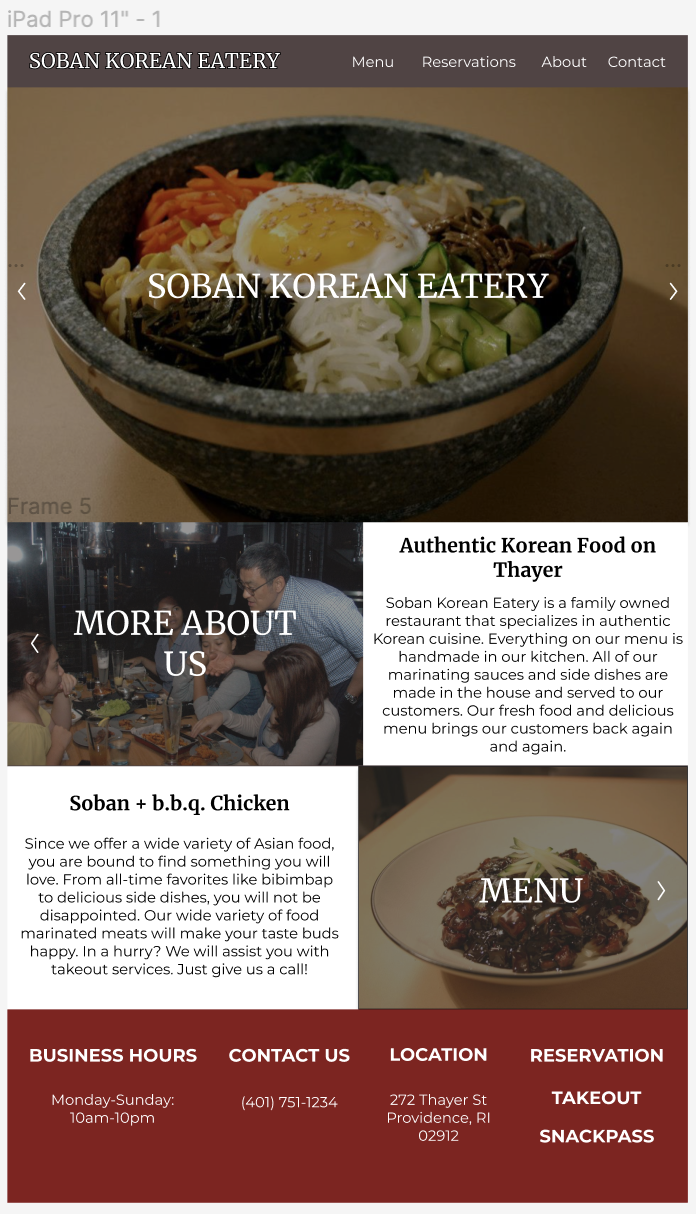 iPad Pro 11" - 1
SOBAN KOREAN EATERY
Menu Reservations About Contact
SOBAN KOREAN EATERY
Frame 5
MORE ABOUT
US
Authentic Korean Food on
Thayer
Soban Korean Eatery is a family owned
restaurant that specializes in authentic
Korean cuisine. Everything on our menu is
handmade in our kitchen. All of our
marinating sauces and side dishes are
made in the house and served to our
customers. Our fresh food and delicious
menu brings our customers back again
and again.
Soban + b.b.q. Chicken
Since we offer a wide variety of Asian food,
you are bound to find something you will
love. From all-time favorites like bibimbap
to delicious side dishes, you will not be
disappointed. Our wide variety of food
marinated meats will make your taste buds
happy. In a hurry? We will assist you with
takeout services. Just give us a call!
MENU
BUSINESS HOURS
Monday-Sunday:
10am-10pm
CONTACT US
(401) 751-1234
LOCATION
272 Thayer St
Providence, RI
02912
RESERVATION
TAKEOUT
SNACKPASS